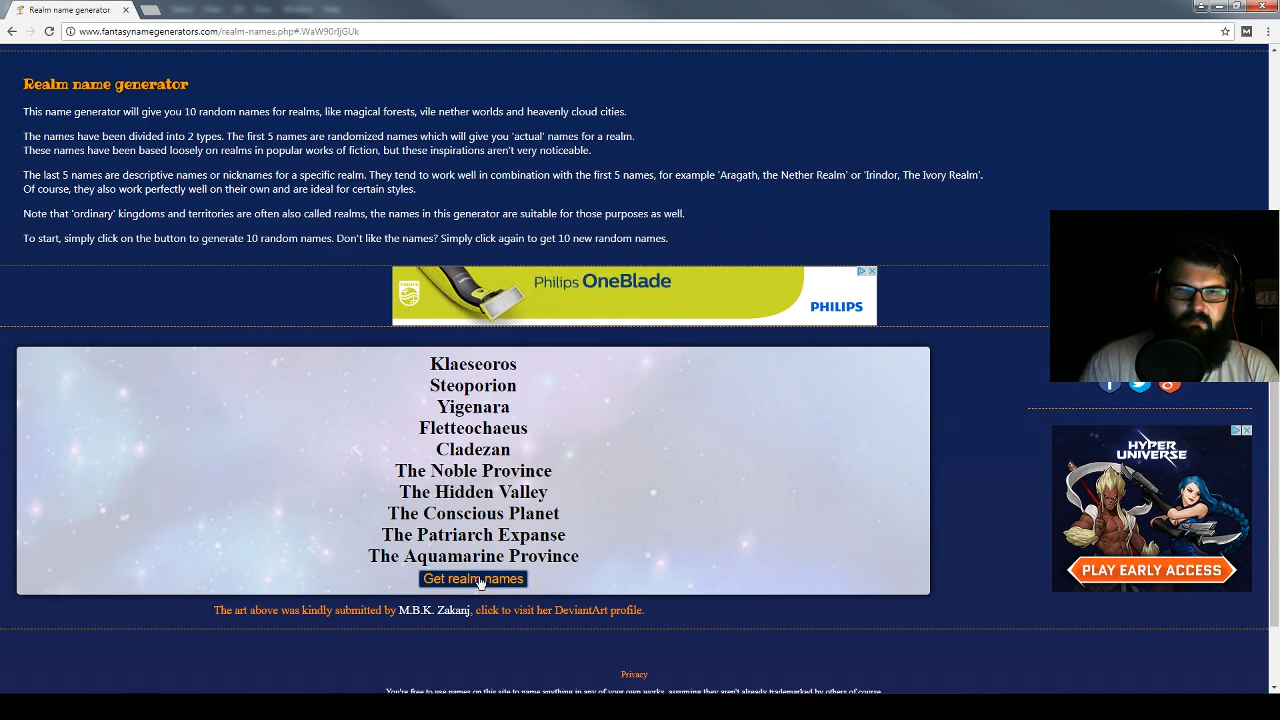 Realm name generator
www.fantasynamegenerators.com/realm-names.php#.WaW90rIjGUk
Realm name generator
This name generator will give you 10 random names for realms, like magical forests, vile nether worlds and heavenly cloud cities.
The names have been divided into 2 types. The first 5 names are randomized names which will give you 'actual' names for a realm.
These names have been based loosely on realms in popular works of fiction, but these inspirations aren't very noticeable.
The last 5 names are descriptive names or nicknames for a specific realm. They tend to work well in combination with the first 5 names, for example 'Aragath, the Nether Realm' or 'Irindor, The Ivory Realm'.
Of course, they also work perfectly well on their own and are ideal for certain styles.
Note that 'ordinary' kingdoms and territories are often also called realms, the names in this generator are suitable for those purposes as well.
To start, simply click on the button to generate 10 random names. Don't like the names? Simply click again to get 10 new random names.
PHILIPS
Philips OneBlade
PHILIPS
Klaeseoros
Steoporion
Yigenara
Fletteochaeus
Cladezan
The Noble Province
The Hidden Valley
The Conscious Planet
The Patriarch Expanse
The Aquamarine Province
Get realm names
The art above was kindly submitted by M.B.K. Zakanj, click to visit her DeviantArt profile.
HYPER
UNIVERSE
PLAY EARLY ACCESS
Privacy
You're free to use names on this site to name anything in any of your own works, assuming they aren't already trademarked by others of course.